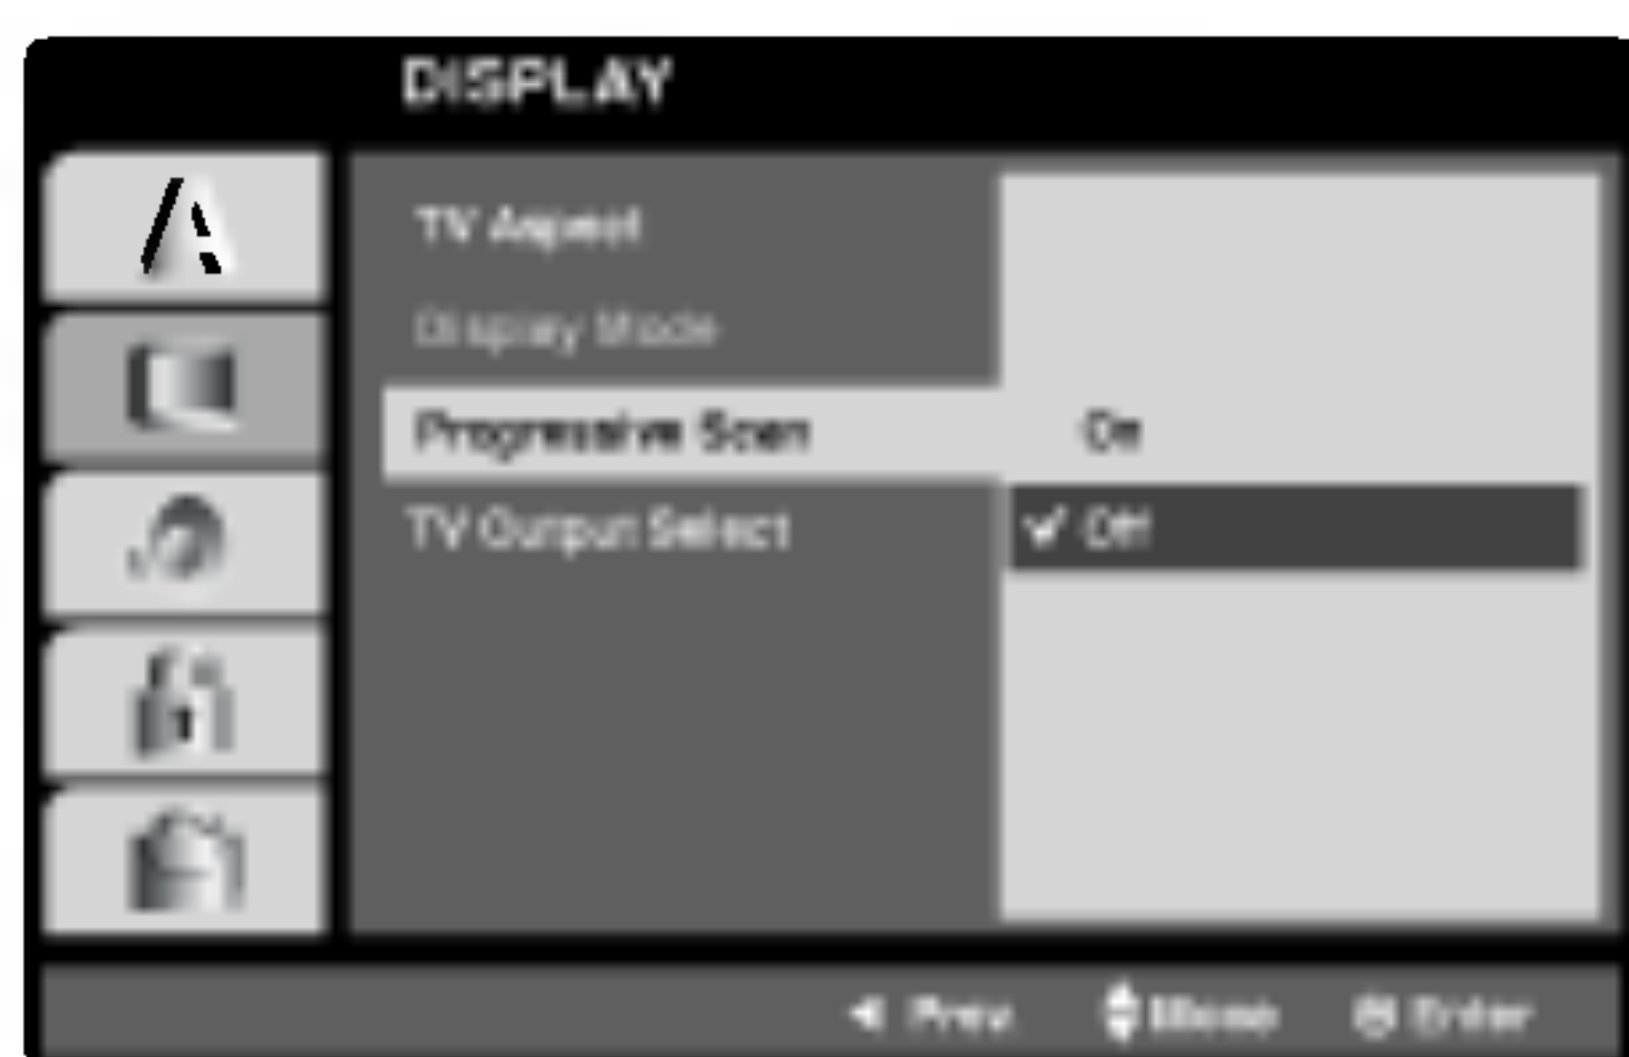 DISPLAY
TV Aspect
Display Mode
Progressive Scan On
TV Output Select ✓ Off
◄ Prev. Move Enter